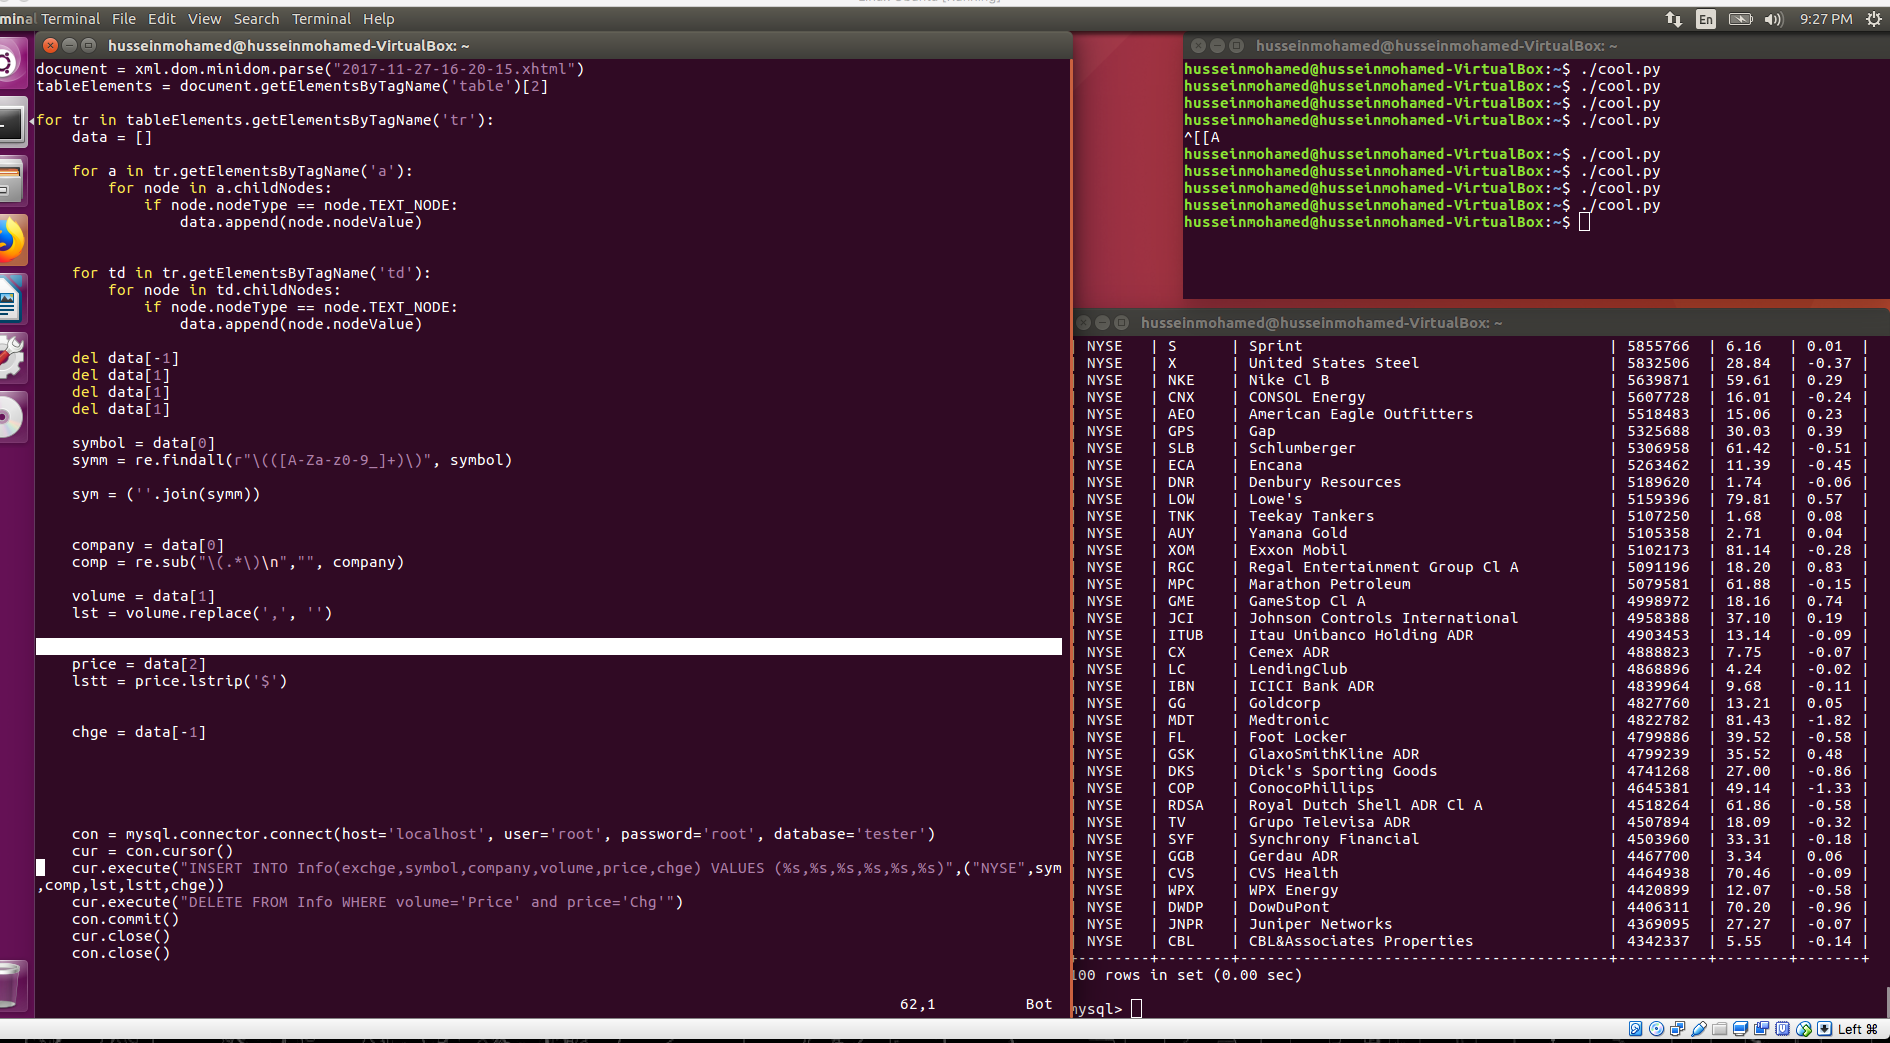 Terminal File Edit View Search Terminal Help
En 9:27 PM
husseinmohamed@husseinmohamed-VirtualBox: ~
document = xml.dom.minidom.parse("2017-11-27-16-20-15.xhtml")
tableElements = document.getElementsByTagName('table')[2]
for tr in tableElements.getElementsByTagName('tr'):
data = []
for a in tr.getElementsByTagName('a'):
for node in a.childNodes:
if node.nodeType == node.TEXT_NODE:
data.append(node.nodeValue)
for td in tr.getElementsByTagName('td'):
for node in td.childNodes:
if node.nodeType == node.TEXT_NODE:
data.append(node.nodeValue)
del data[-1]
del data[1]
del data[1]
del data[1]
symbol = data[0]
symm = re.findall(r"\(([A-Za-z0-9_]+)\)", symbol)
sym = (''.join(symm))
company = data[0]
comp = re.sub("\(.*\)\n","", company)
volume = data[1]
lst = volume.replace(',', '')
price = data[2]
lstt = price.lstrip('$')
chge = data[-1]
con = mysql.connector.connect(host='localhost', user='root', password='root', database='tester')
cur = con.cursor()
cur.execute("INSERT INTO Info(exchge,symbol,company,volume,price,chge) VALUES (%s,%s,%s,%s,%s,%s)",("NYSE",sym
,comp,lst,lstt,chge))
cur.execute("DELETE FROM Info WHERE volume='Price' and price='Chg'")
con.commit()
cur.close()
con.close()
62,1 Bot
husseinmohamed@husseinmohamed-VirtualBox: ~
husseinmohamed@husseinmohamed-VirtualBox:~$ ./cool.py
husseinmohamed@husseinmohamed-VirtualBox:~$ ./cool.py
husseinmohamed@husseinmohamed-VirtualBox:~$ ./cool.py
husseinmohamed@husseinmohamed-VirtualBox:~$ ./cool.py
^[[A
husseinmohamed@husseinmohamed-VirtualBox:~$ ./cool.py
husseinmohamed@husseinmohamed-VirtualBox:~$ ./cool.py
husseinmohamed@husseinmohamed-VirtualBox:~$ ./cool.py
husseinmohamed@husseinmohamed-VirtualBox:~$ ./cool.py
husseinmohamed@husseinmohamed-VirtualBox:~$
husseinmohamed@husseinmohamed-VirtualBox: ~
| NYSE | S | Sprint | 5855766 | 6.16 | 0.01 |
| NYSE | X | United States Steel | 5832506 | 28.84 | -0.37 |
| NYSE | NKE | Nike Cl B | 5639871 | 59.61 | 0.29 |
| NYSE | CNX | CONSOL Energy | 5607728 | 16.01 | -0.24 |
| NYSE | AEO | American Eagle Outfitters | 5518483 | 15.06 | 0.23 |
| NYSE | GPS | Gap | 5325688 | 30.03 | 0.39 |
| NYSE | SLB | Schlumberger | 5306958 | 61.42 | -0.51 |
| NYSE | ECA | Encana | 5263462 | 11.39 | -0.45 |
| NYSE | DNR | Denbury Resources | 5189620 | 1.74 | -0.06 |
| NYSE | LOW | Lowe's | 5159396 | 79.81 | 0.57 |
| NYSE | TNK | Teekay Tankers | 5107250 | 1.68 | 0.08 |
| NYSE | AUY | Yamana Gold | 5105358 | 2.71 | 0.04 |
| NYSE | XOM | Exxon Mobil | 5102173 | 81.14 | -0.28 |
| NYSE | RGC | Regal Entertainment Group Cl A | 5091196 | 18.20 | 0.83 |
| NYSE | MPC | Marathon Petroleum | 5079581 | 61.88 | -0.15 |
| NYSE | GME | GameStop Cl A | 4998972 | 18.16 | 0.74 |
| NYSE | JCI | Johnson Controls International | 4958388 | 37.10 | 0.19 |
| NYSE | ITUB | Itau Unibanco Holding ADR | 4903453 | 13.14 | -0.09 |
| NYSE | CX | Cemex ADR | 4888823 | 7.75 | -0.07 |
| NYSE | LC | LendingClub | 4868896 | 4.24 | -0.02 |
| NYSE | IBN | ICICI Bank ADR | 4839964 | 9.68 | -0.11 |
| NYSE | GG | Goldcorp | 4827760 | 13.21 | 0.05 |
| NYSE | MDT | Medtronic | 4822782 | 81.43 | -1.82 |
| NYSE | FL | Foot Locker | 4799886 | 39.52 | -0.58 |
| NYSE | GSK | GlaxoSmithKline ADR | 4799239 | 35.52 | 0.48 |
| NYSE | DKS | Dick's Sporting Goods | 4741268 | 27.00 | -0.86 |
| NYSE | COP | ConocoPhillips | 4645381 | 49.14 | -1.33 |
| NYSE | RDSA | Royal Dutch Shell ADR Cl A | 4518264 | 61.86 | -0.58 |
| NYSE | TV | Grupo Televisa ADR | 4507894 | 18.09 | -0.32 |
| NYSE | SYF | Synchrony Financial | 4503960 | 33.31 | -0.18 |
| NYSE | GGB | Gerdau ADR | 4467700 | 3.34 | 0.06 |
| NYSE | CVS | CVS Health | 4464938 | 70.46 | -0.09 |
| NYSE | WPX | WPX Energy | 4420899 | 12.07 | -0.58 |
| NYSE | DWDP | DowDuPont | 4406311 | 70.20 | -0.96 |
| NYSE | JNPR | Juniper Networks | 4369095 | 27.27 | -0.07 |
| NYSE | CBL | CBL&Associates Properties | 4342337 | 5.55 | -0.14 |
100 rows in set (0.00 sec)
mysql>
Left ⌘